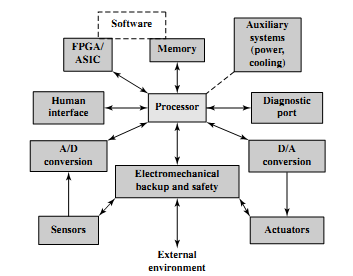 Software
Auxiliary
systems
(power,
cooling)
FPGA/
ASIC
Memory
Human
interface
Processor
Diagnostic
port
A/D
conversion
D/A
conversion
Electromechanical
backup and safety
Sensors
Actuators
External
environment